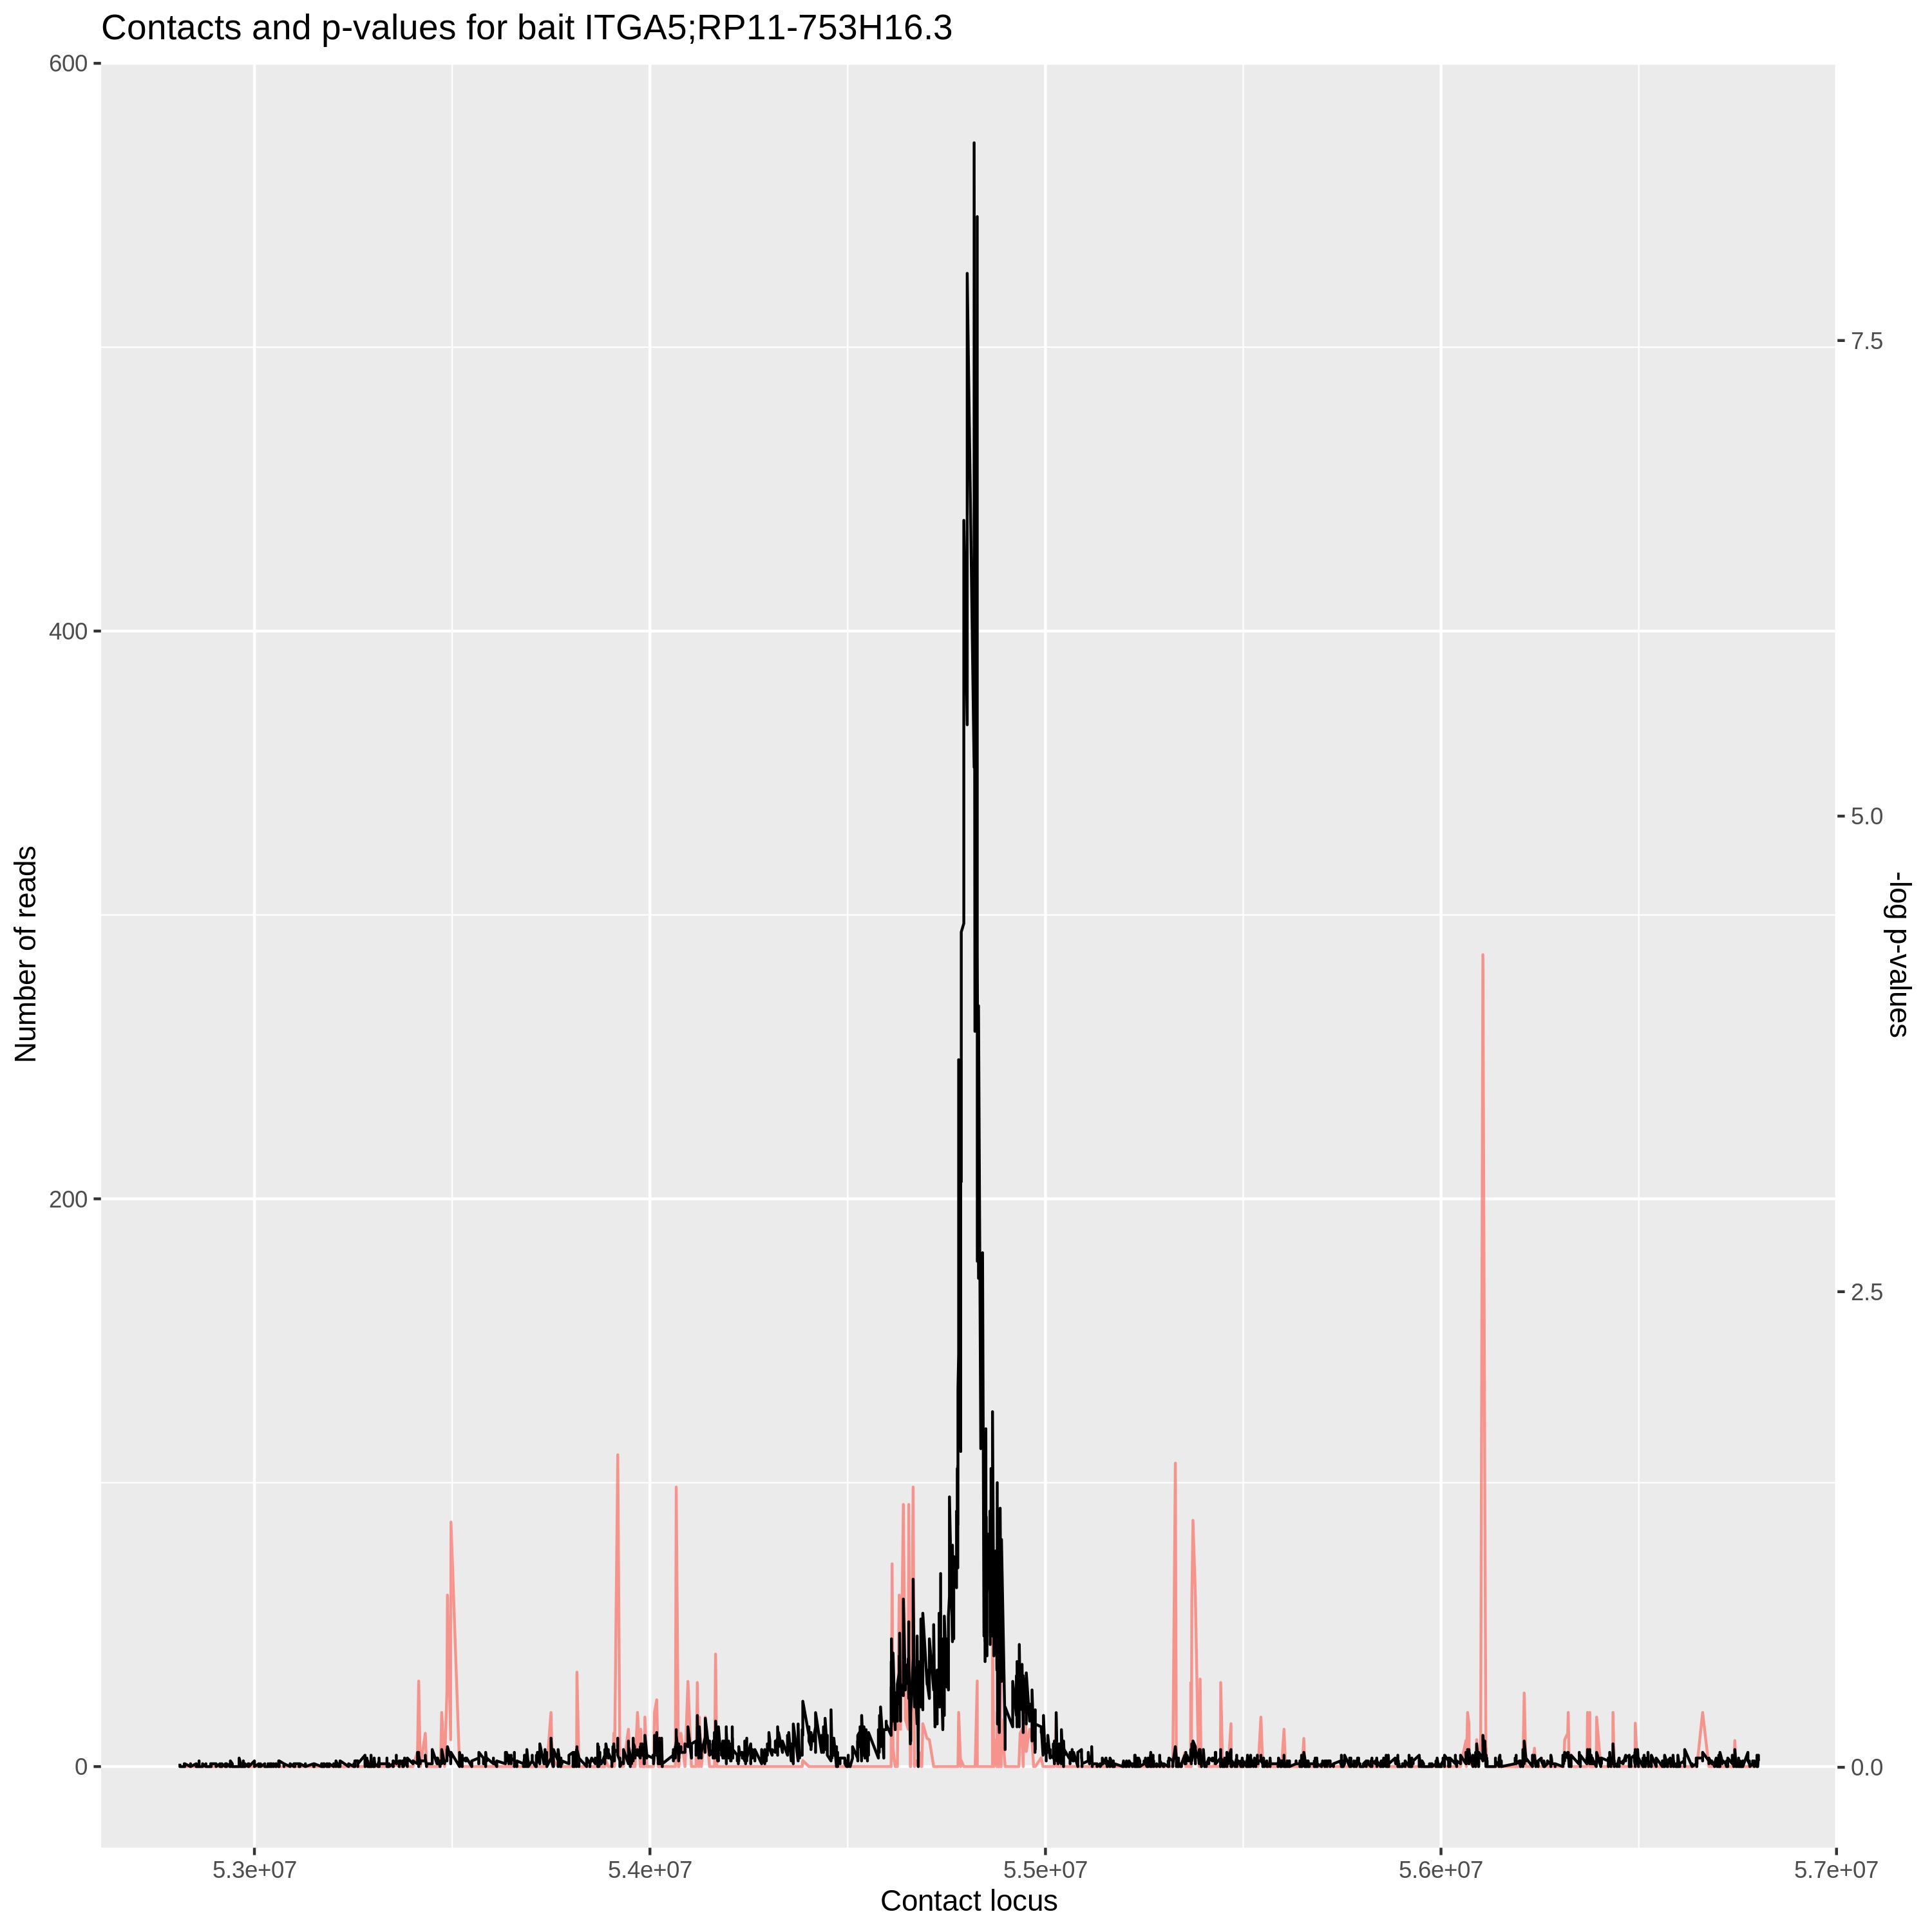 Contacts and p-values for bait ITGA5;RP11-753H16.3
600
400
200
0
Number of reads
7.5
5.0
2.5
0.0
-log p-values
5.3e+07
5.4e+07
5.5e+07
5.6e+07
5.7e+07
Contact locus